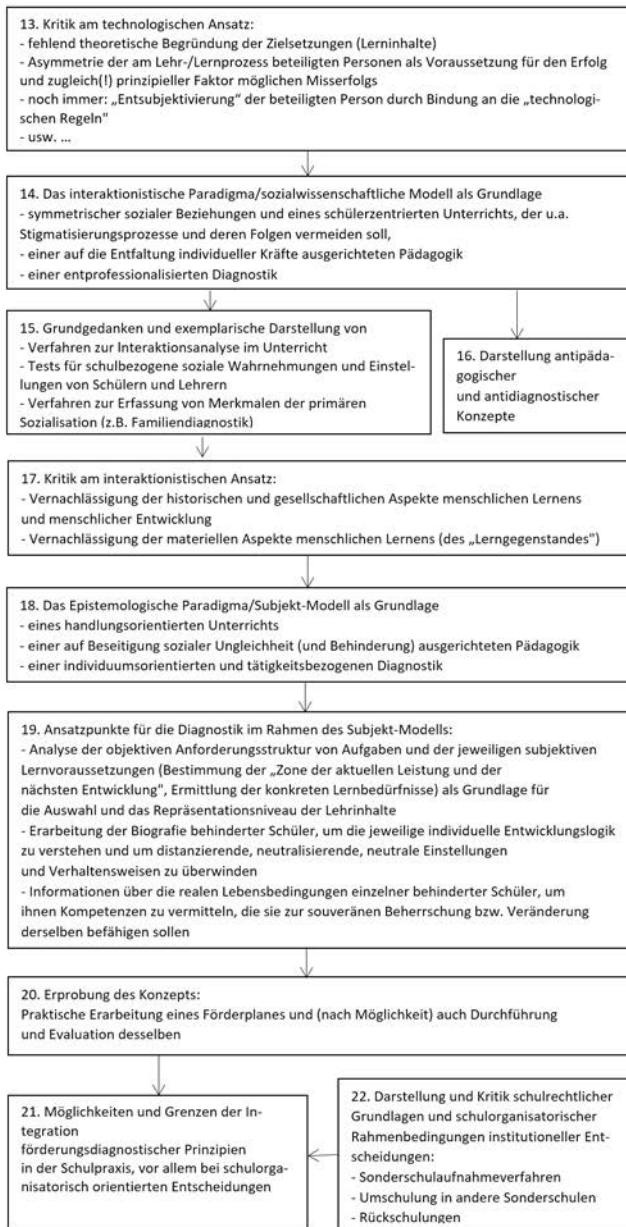 13. Kritik am technologischen Ansatz:
- fehlend theoretische Begründung der Zielsetzungen (Lerninhalte)
- Asymmetrie der am Lehr-/Lernprozess beteiligten Personen als Voraussetzung für den Erfolg
und zugleich(!) prinzipieller Faktor möglichen Misserfolgs
- noch immer: „Entsubjektivierung" der beteiligten Person durch Bindung an die „technologi-
schen Regeln"
- usw. ...
14. Das interaktionistische Paradigma/sozialwissenschaftliche Modell als Grundlage
- symmetrischer sozialer Beziehungen und eines schülerzentrierten Unterrichts, der u.a.
Stigmatisierungsprozesse und deren Folgen vermeiden soll,
- einer auf die Entfaltung individueller Kräfte ausgerichteten Pädagogik
- einer entprofessionalisierten Diagnostik
15. Grundgedanken und exemplarische Darstellung von
- Verfahren zur Interaktionsanalyse im Unterricht
- Tests für schulbezogene soziale Wahrnehmungen und Einstel-
lungen von Schülern und Lehrern
- Verfahren zur Erfassung von Merkmalen der primären
Sozialisation (z.B. Familiendiagnostik)
16. Darstellung antipäda-
gogischer
und antidiagnostischer
Konzepte
17. Kritik am interaktionistischen Ansatz:
- Vernachlässigung der historischen und gesellschaftlichen Aspekte menschlichen Lernens
und menschlicher Entwicklung
- Vernachlässigung der materiellen Aspekte menschlichen Lernens (des „Lerngegenstandes")
18. Das Epistemologische Paradigma/Subjekt-Modell als Grundlage
- eines handlungsorientierten Unterrichts
- einer auf Beseitigung sozialer Ungleichheit (und Behinderung) ausgerichteten Pädagogik
- einer individuumsorientierten und tätigkeitsbezogenen Diagnostik
19. Ansatzpunkte für die Diagnostik im Rahmen des Subjekt-Modells:
- Analyse der objektiven Anforderungsstruktur von Aufgaben und der jeweiligen subjektiven
Lernvoraussetzungen (Bestimmung der „Zone der aktuellen Leistung und der
nächsten Entwicklung", Ermittlung der konkreten Lernbedürfnisse) als Grundlage für
die Auswahl und das Repräsentationsniveau der Lehrinhalte
- Erarbeitung der Biografie behinderter Schüler, um die jeweilige individuelle Entwicklungslogik
zu verstehen und um distanzierende, neutralisierende, neutrale Einstellungen
und Verhaltensweisen zu überwinden
- Informationen über die realen Lebensbedingungen einzelner behinderter Schüler, um
ihnen Kompetenzen zu vermitteln, die sie zur souveränen Beherrschung bzw. Veränderung
derselben befähigen sollen
20. Erprobung des Konzepts:
Praktische Erarbeitung eines Förderplanes und (nach Möglichkeit) auch Durchführung
und Evaluation desselben
21. Möglichkeiten und Grenzen der In-
tegration
förderungsdiagnostischer Prinzipien
in der Schulpraxis, vor allem bei schulorga-
nisatorisch orientierten Entscheidungen
22. Darstellung und Kritik schulrechtlicher
Grundlagen und schulorganisatorischer
Rahmenbedingungen institutioneller Ent-
scheidungen:
- Sonderschulaufnahmeverfahren
- Umschulung in andere Sonderschulen
- Rückschulungen